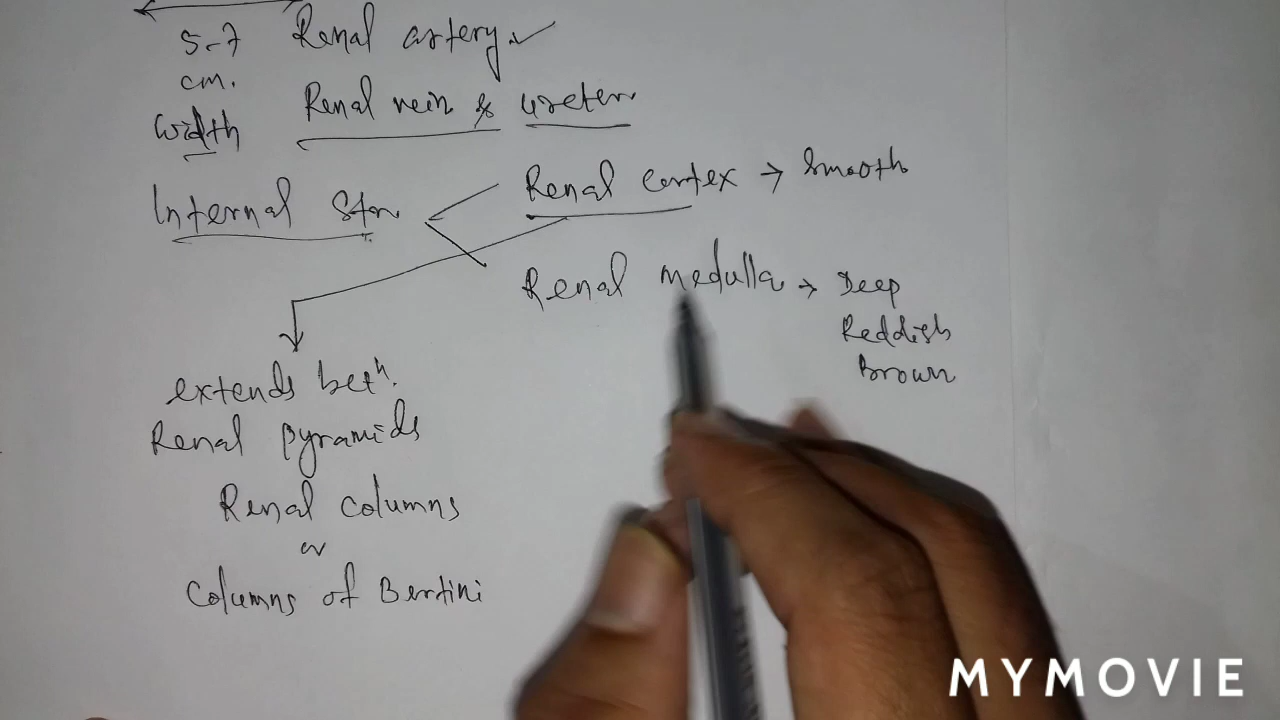 5-7 Renal artery ✓
cm.
width
Renal vein & ureter
Internal Str.
Renal cortex → Smooth
Renal medulla → Deep
Reddish
Brown
extends betn.
Renal pyramids
Renal columns
or
Columns of Bertini
MYMOVIE